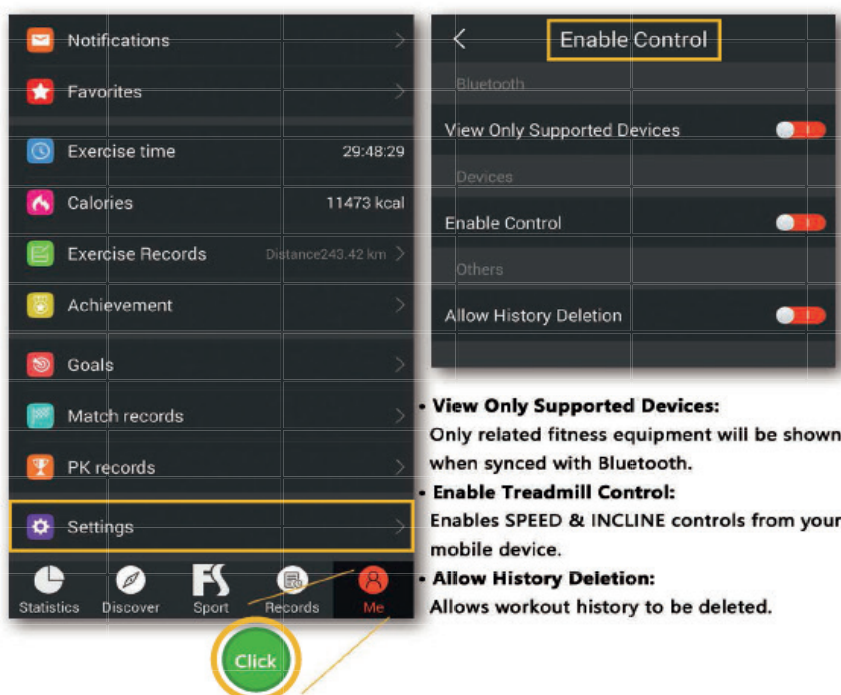 Notifications
Favorites
Exercise time 29:48:29
Calories 11473 kcal
Exercise Records Distance243.42 km
Achievement
Goals
Match records
PK records
Settings
Statistics Discover Sport Records Me
FS
Click
Enable Control
Bluetooth
View Only Supported Devices
Devices
Enable Control
Others
Allow History Deletion
• View Only Supported Devices:
Only related fitness equipment will be shown
when synced with Bluetooth.
• Enable Treadmill Control:
Enables SPEED & INCLINE controls from your
mobile device.
• Allow History Deletion:
Allows workout history to be deleted.